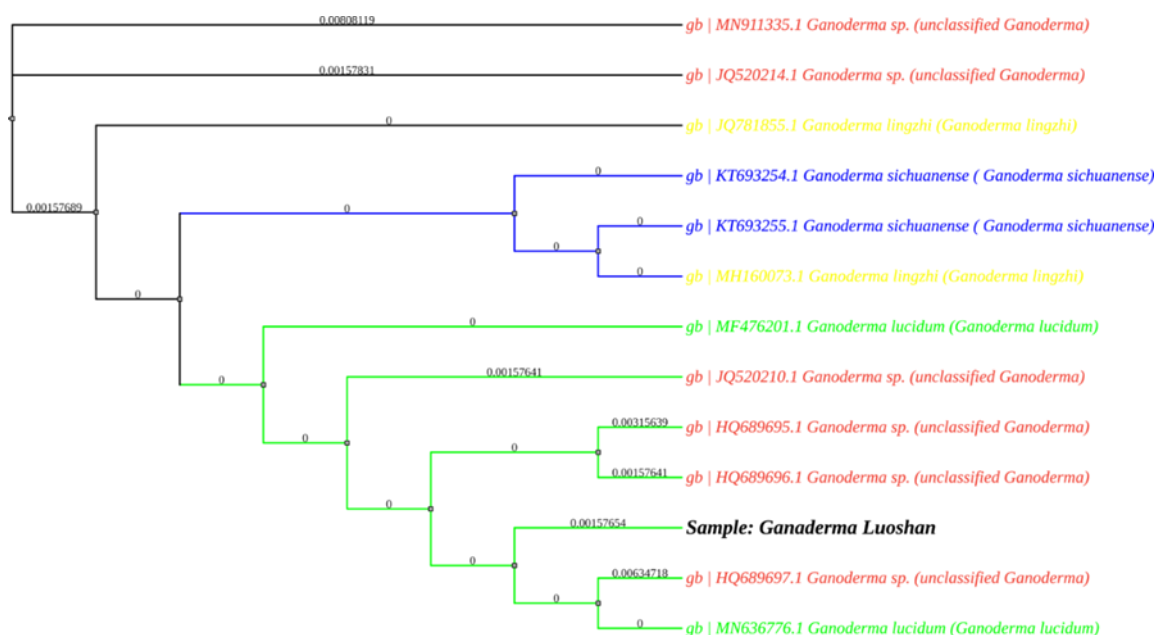 0.00808119
gb | MN911335.1 Ganoderma sp. (unclassified Ganoderma)
0.00157831
gb | JQ520214.1 Ganoderma sp. (unclassified Ganoderma)
0
gb | JQ781855.1 Ganoderma lingzhi (Ganoderma lingzhi)
0
gb | KT693254.1 Ganoderma sichuanense ( Ganoderma sichuanense)
0.00157689
0
0
gb | KT693255.1 Ganoderma sichuanense ( Ganoderma sichuanense)
0
0
gb | MH160073.1 Ganoderma lingzhi (Ganoderma lingzhi)
0
0
gb | MF476201.1 Ganoderma lucidum (Ganoderma lucidum)
0
0.00157641
gb | JQ520210.1 Ganoderma sp. (unclassified Ganoderma)
0
0.00315639
gb | HQ689695.1 Ganoderma sp. (unclassified Ganoderma)
0
0.00157641
gb | HQ689696.1 Ganoderma sp. (unclassified Ganoderma)
0
0.00157654
Sample: Ganaderma Luoshan
0
0.00634718
gb | HQ689697.1 Ganoderma sp. (unclassified Ganoderma)
0
0
gb | MN636776.1 Ganoderma lucidum (Ganoderma lucidum)